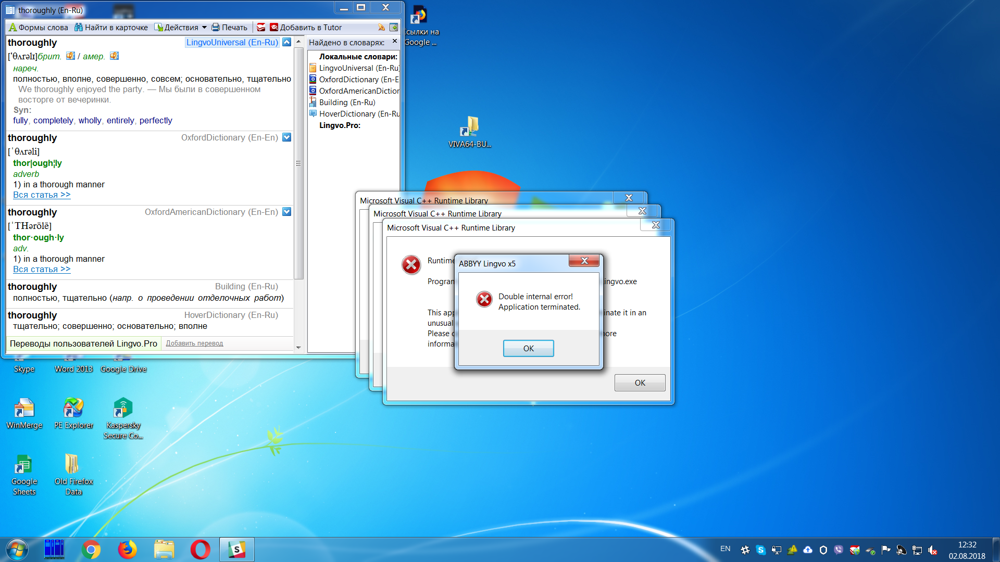 thoroughly (En-Ru)
Формы слова Найти в карточке Действия Печать Добавить в Tutor
thoroughly LingvoUniversal (En-Ru)
['θʌrəlɪ]брит. / амер.
нареч.
полностью, вполне, совершенно, совсем; основательно, тщательно
We thoroughly enjoyed the party. — Мы были в совершенном
восторге от вечеринки.
Syn:
fully, completely, wholly, entirely, perfectly
thoroughly OxfordDictionary (En-En)
[ˈθʌrəli]
thor|ough¦ly
adverb
1) in a thorough manner
Вся статья >>
thoroughly OxfordAmericanDictionary (En-En)
[ˈTHərōlē]
thor·ough·ly
adv.
1) in a thorough manner
Вся статья >>
thoroughly Building (En-Ru)
полностью, тщательно (напр. о проведении отделочных работ)
thoroughly HoverDictionary (En-Ru)
тщательно; совершенно; основательно; вполне
Переводы пользователей Lingvo.Pro Добавить перевод
Найдено в словарях:
Локальные словари:
LingvoUniversal (En-Ru)
OxfordDictionary (En-E
OxfordAmericanDiction
Building (En-Ru)
HoverDictionary (En-Ru
Lingvo.Pro:
сылки на
Google ...
VIVA64-BU...
Microsoft Visual C++ Runtime Library
Microsoft Visual C++ Runtime Library
Microsoft Visual C++ Runtime Library
Runtime
Program ingvo.exe
This app inate it in an
unusual
Please c ore
informa
OK
ABBYY Lingvo x5
Double internal error!
Application terminated.
OK
Skype
Word 2013
Google Drive
WinMerge
PE Explorer
Kaspersky
Secure Co...
Google
Sheets
Old Firefox
Data
EN
12:32
02.08.2018